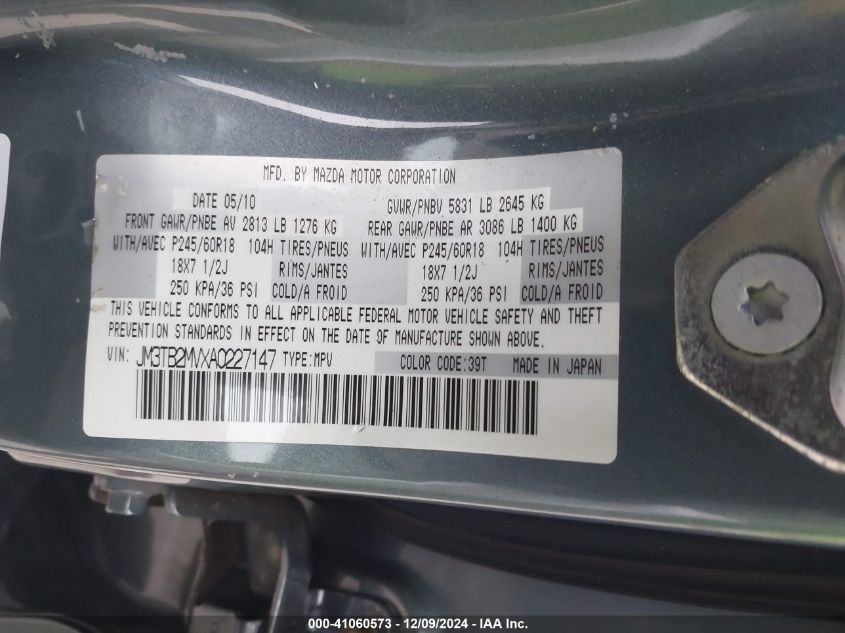 MFD. BY MAZDA MOTOR CORPORATION
DATE 05/10 GVWR/PNBV 5831 LB 2645 KG
FRONT GAWR/PNBE AV 2813 LB 1276 KG REAR GAWR/PNBE AR 3086 LB 1400 KG
WITH/AVEC P245/60R18 104H TIRES/PNEUS WITH/AVEC P245/60R18 104H TIRES/PNEUS
18X7 1/2J RIMS/JANTES 18X7 1/2J RIMS/JANTES
250 KPA/36 PSI COLD/A FROID 250 KPA/36 PSI COLD/A FROID
THIS VEHICLE CONFORMS TO ALL APPLICABLE FEDERAL MOTOR VEHICLE SAFETY AND THEFT
PREVENTION STANDARDS IN EFFECT ON THE DATE OF MANUFACTURE SHOWN ABOVE.
VIN: JM3TB2MVXA0227147 TYPE:MPV COLOR CODE:39T MADE IN JAPAN
000-41060573 - 12/09/2024 - IAA Inc.